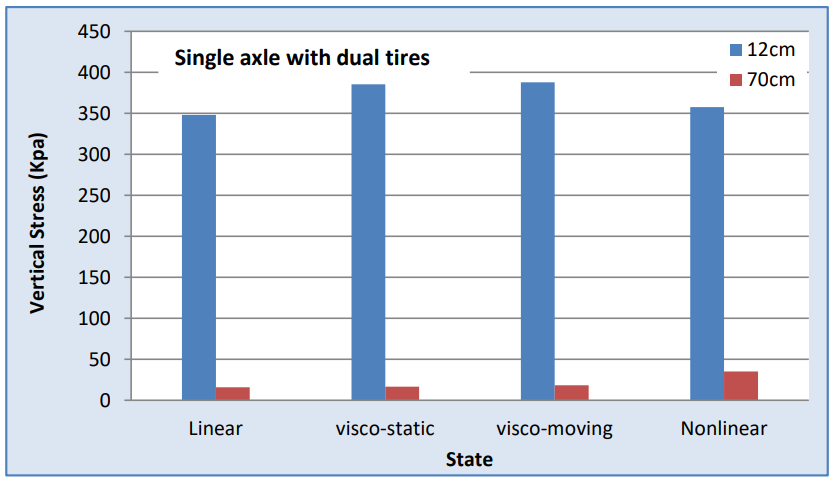 Single axle with dual tires
12cm
70cm
Vertical Stress (Kpa)
450
400
350
300
250
200
150
100
50
0
Linear
visco-static
visco-moving
Nonlinear
State